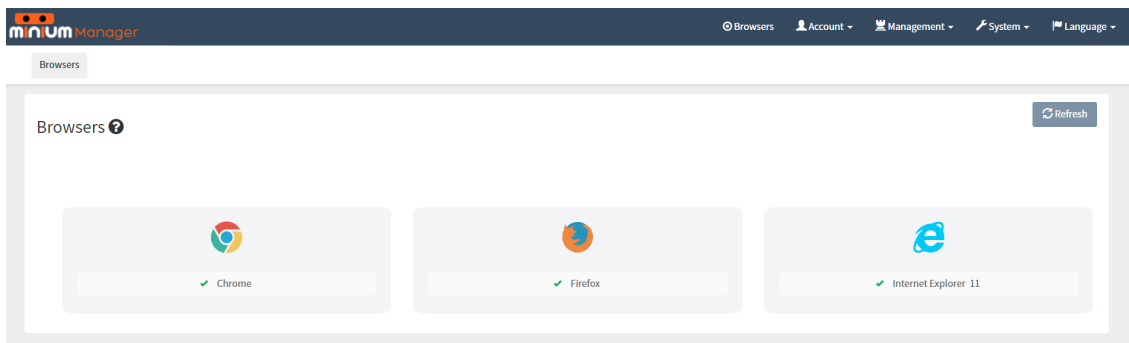 minium Manager
Browsers Account Management System Language
Browsers
Browsers
Refresh
Chrome
Firefox
Internet Explorer 11